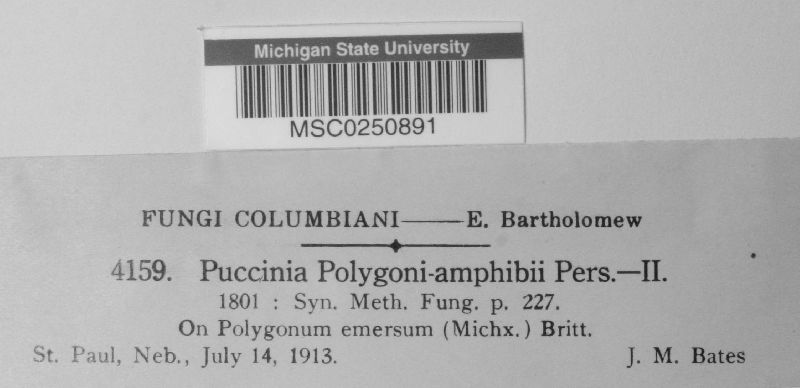 Michigan State University
MSC0250891
FUNGI COLUMBIANI——E. Bartholomew
4159. Puccinia Polygoni-amphibii Pers.—II.
1801 : Syn. Meth. Fung. p. 227.
On Polygonum emersum (Michx.) Britt.
St. Paul, Neb., July 14, 1913. J. M. Bates